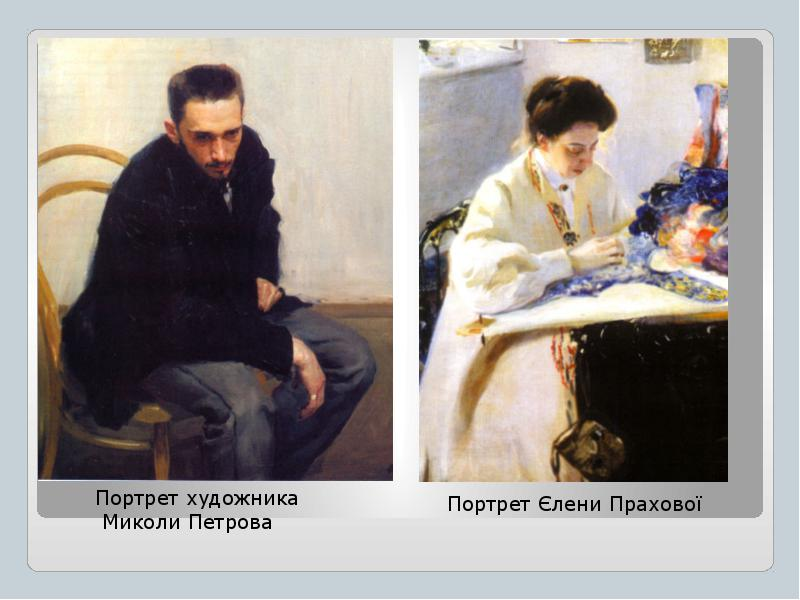 Портрет художника
Миколи Петрова
Портрет Єлени Прахової